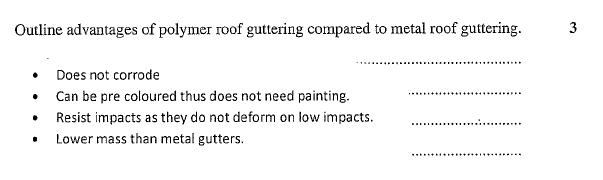 Outline advantages of polymer roof guttering compared to metal roof guttering. 3
• Does not corrode
• Can be pre coloured thus does not need painting.
• Resist impacts as they do not deform on low impacts.
• Lower mass than metal gutters.